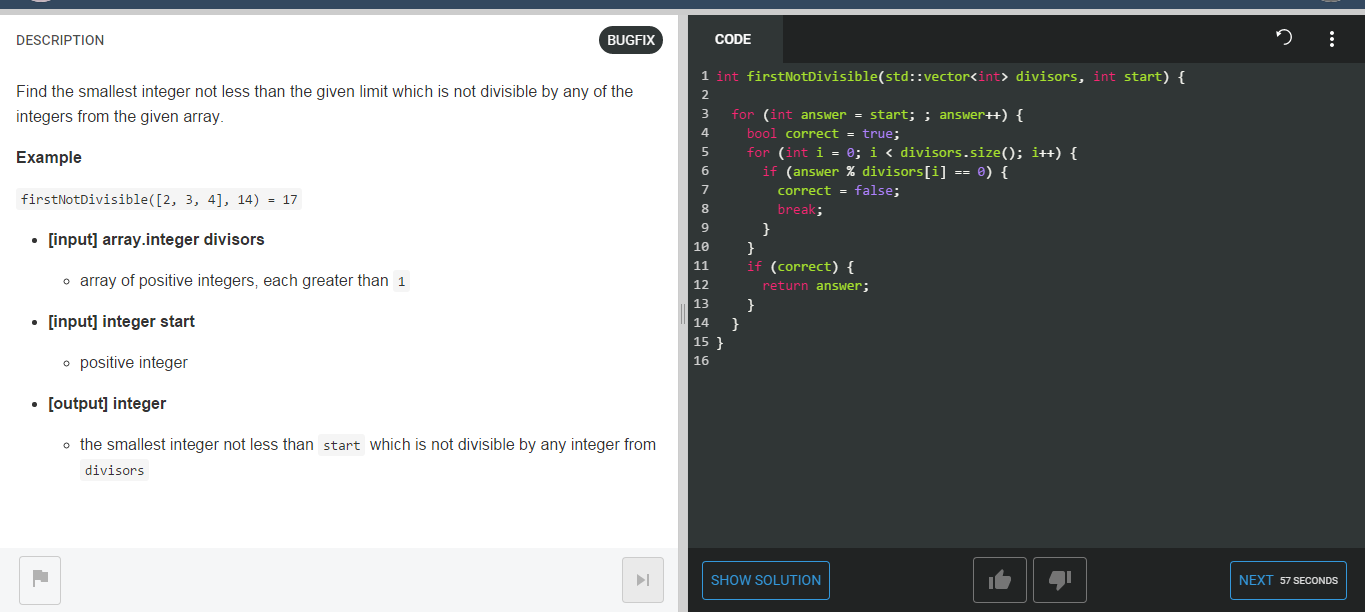 DESCRIPTION
BUGFIX
Find the smallest integer not less than the given limit which is not divisible by any of the
integers from the given array.
Example
firstNotDivisible([2, 3, 4], 14) = 17
[input] array.integer divisors
array of positive integers, each greater than 1
[input] integer start
positive integer
[output] integer
the smallest integer not less than start which is not divisible by any integer from
divisors
CODE
1 int firstNotDivisible(std::vector<int> divisors, int start) {
2
3   for (int answer = start; ; answer++) {
4     bool correct = true;
5     for (int i = 0; i < divisors.size(); i++) {
6       if (answer % divisors[i] == 0) {
7         correct = false;
8         break;
9       }
10     }
11     if (correct) {
12       return answer;
13     }
14   }
15 }
16
SHOW SOLUTION
NEXT 57 SECONDS